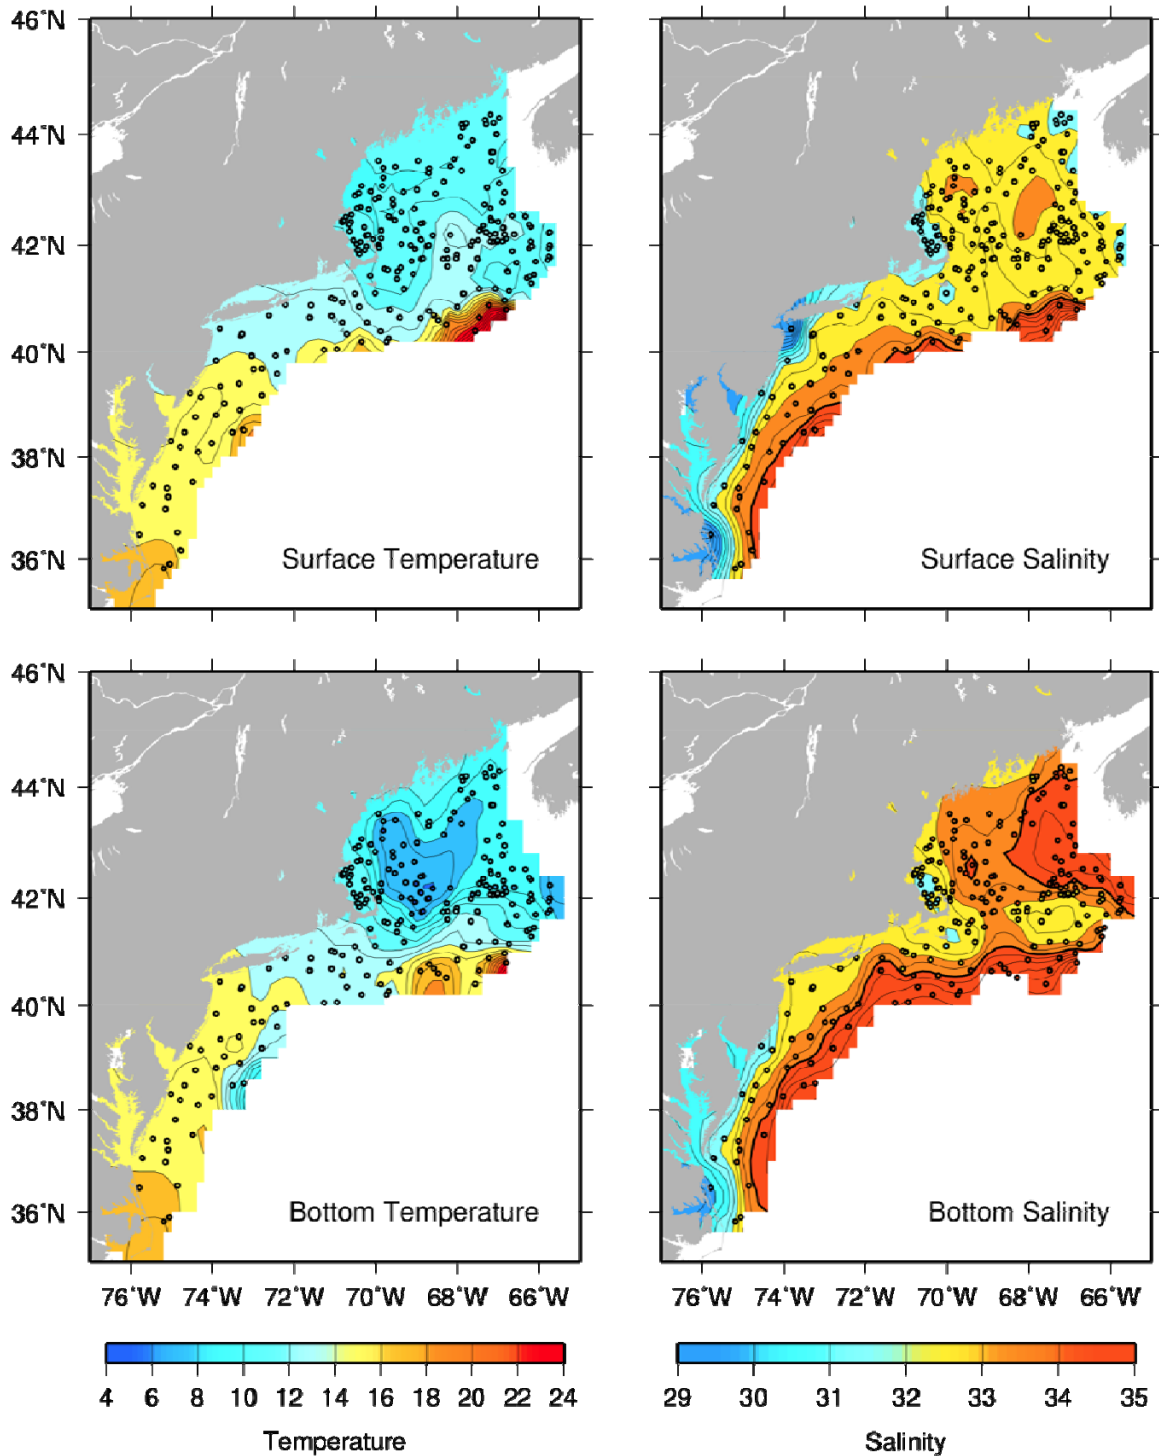 46°N
44°N
42°N
40°N
38°N
36°N
Surface Temperature
Surface Salinity
46°N
44°N
42°N
40°N
38°N
36°N
Bottom Temperature
Bottom Salinity
76°W 74°W 72°W 70°W 68°W 66°W
76°W 74°W 72°W 70°W 68°W 66°W
4 6 8 10 12 14 16 18 20 22 24
29 30 31 32 33 34 35
Temperature
Salinity